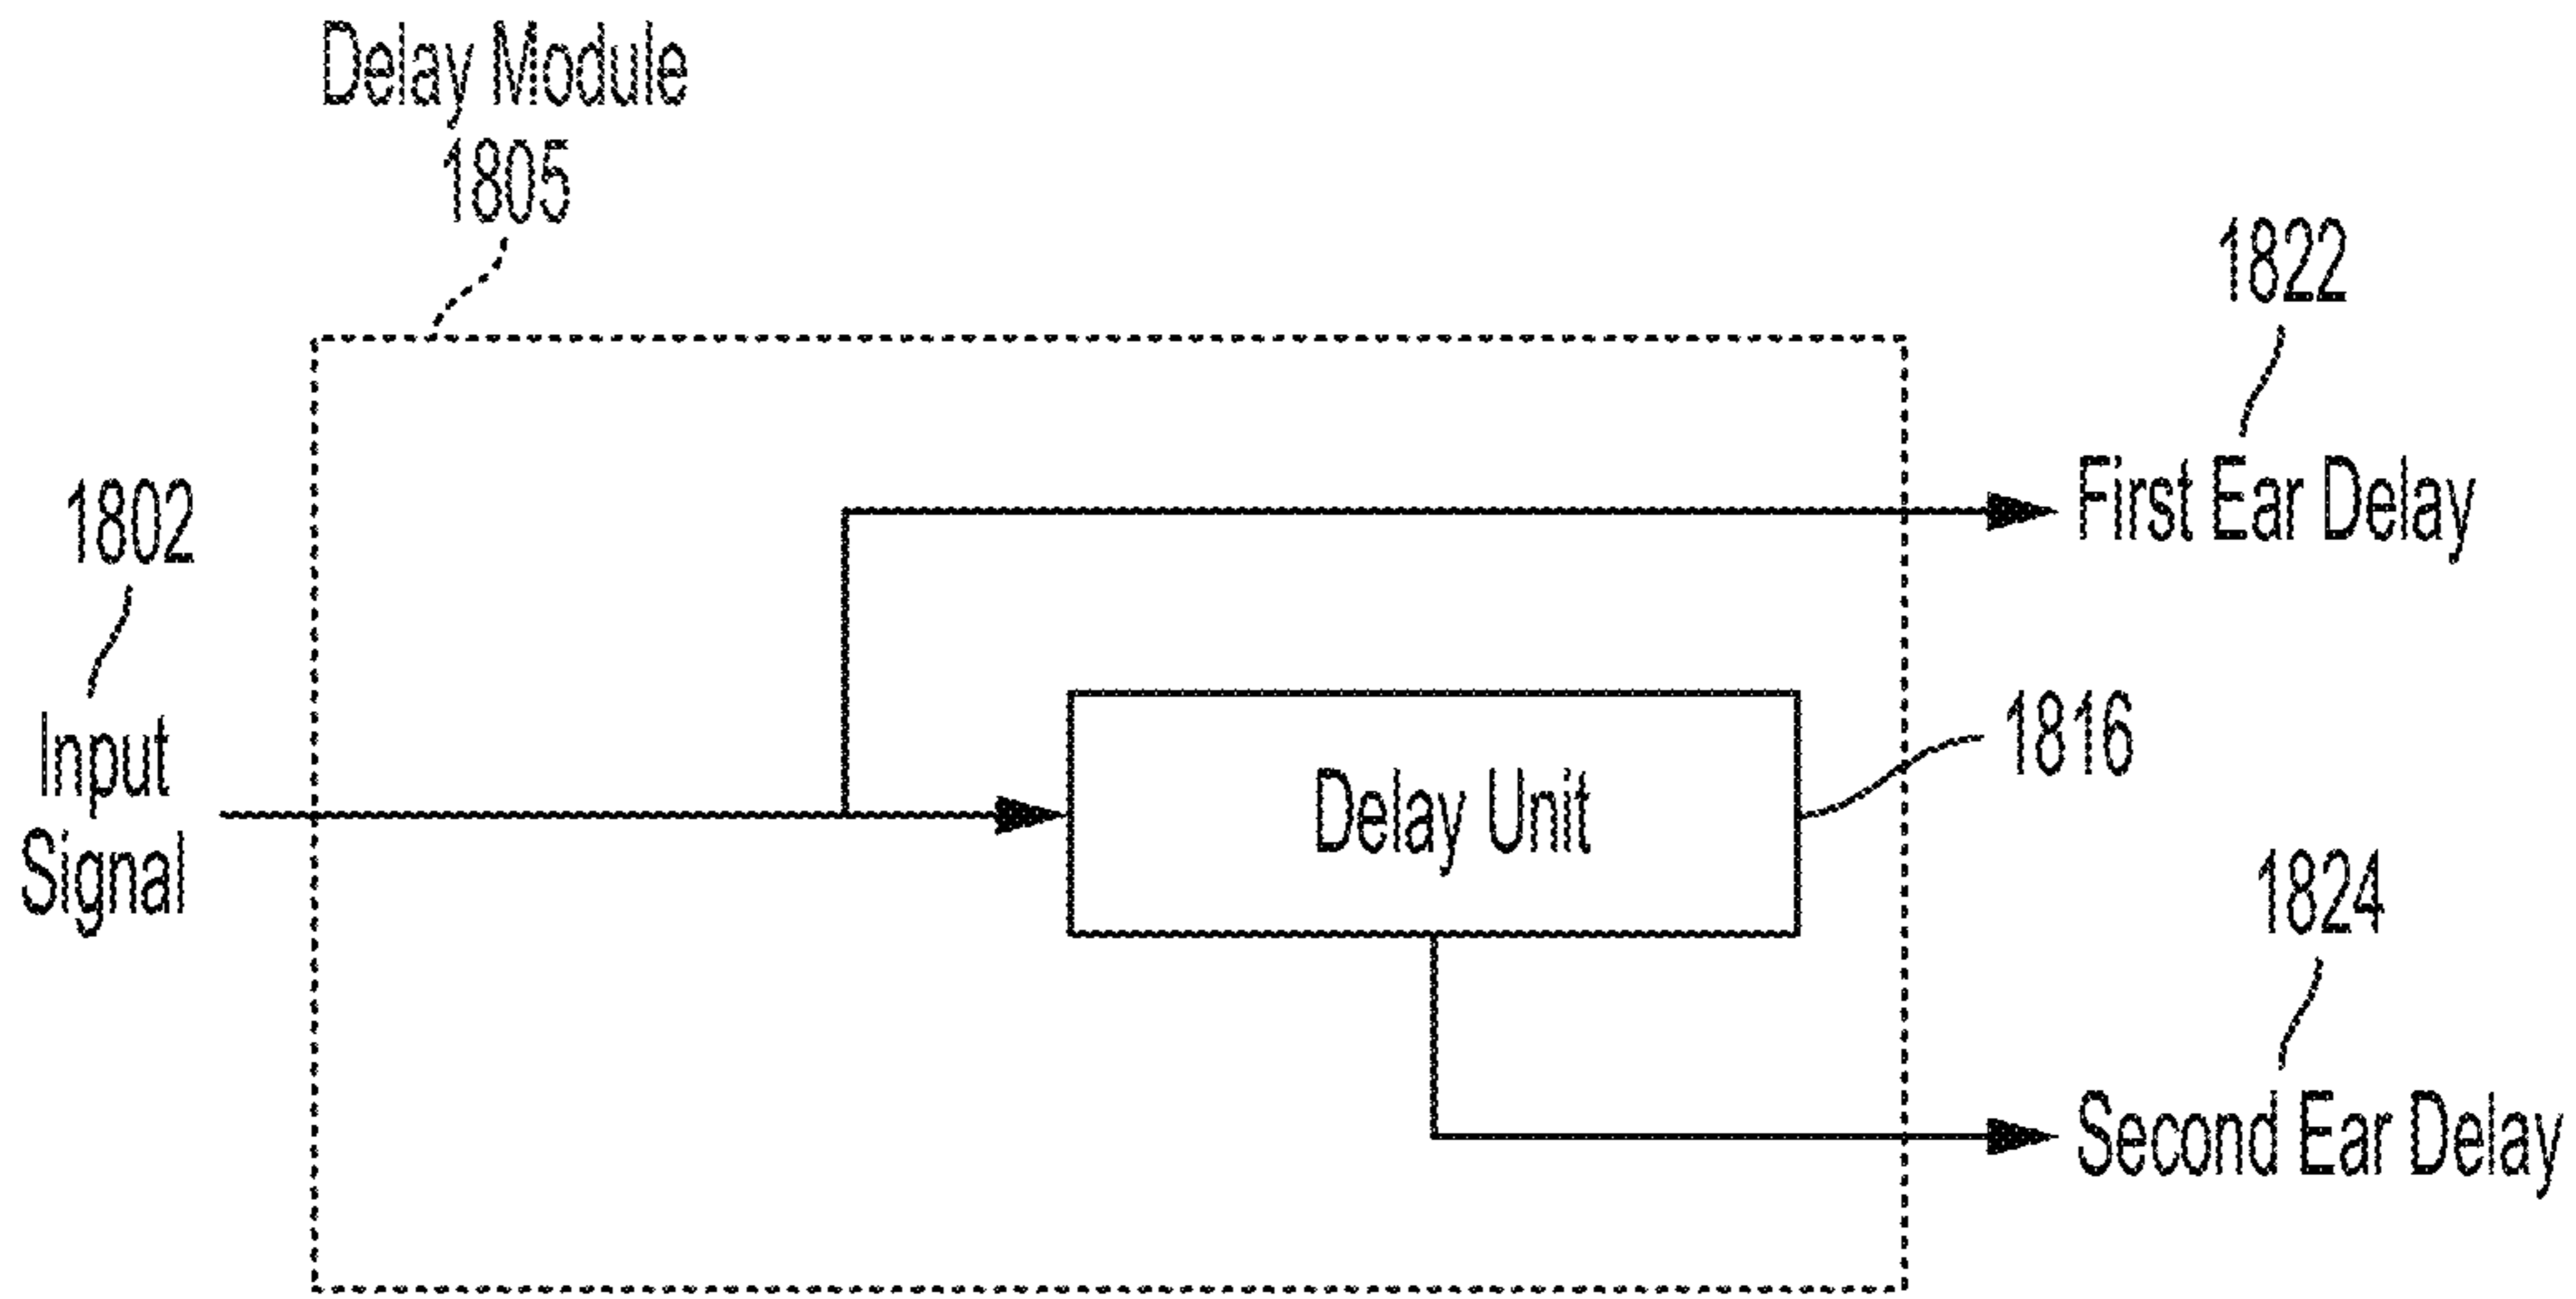 Delay Module
1805
1822
First Ear Delay
1802
Input
Signal
Delay Unit
1816
1824
Second Ear Delay